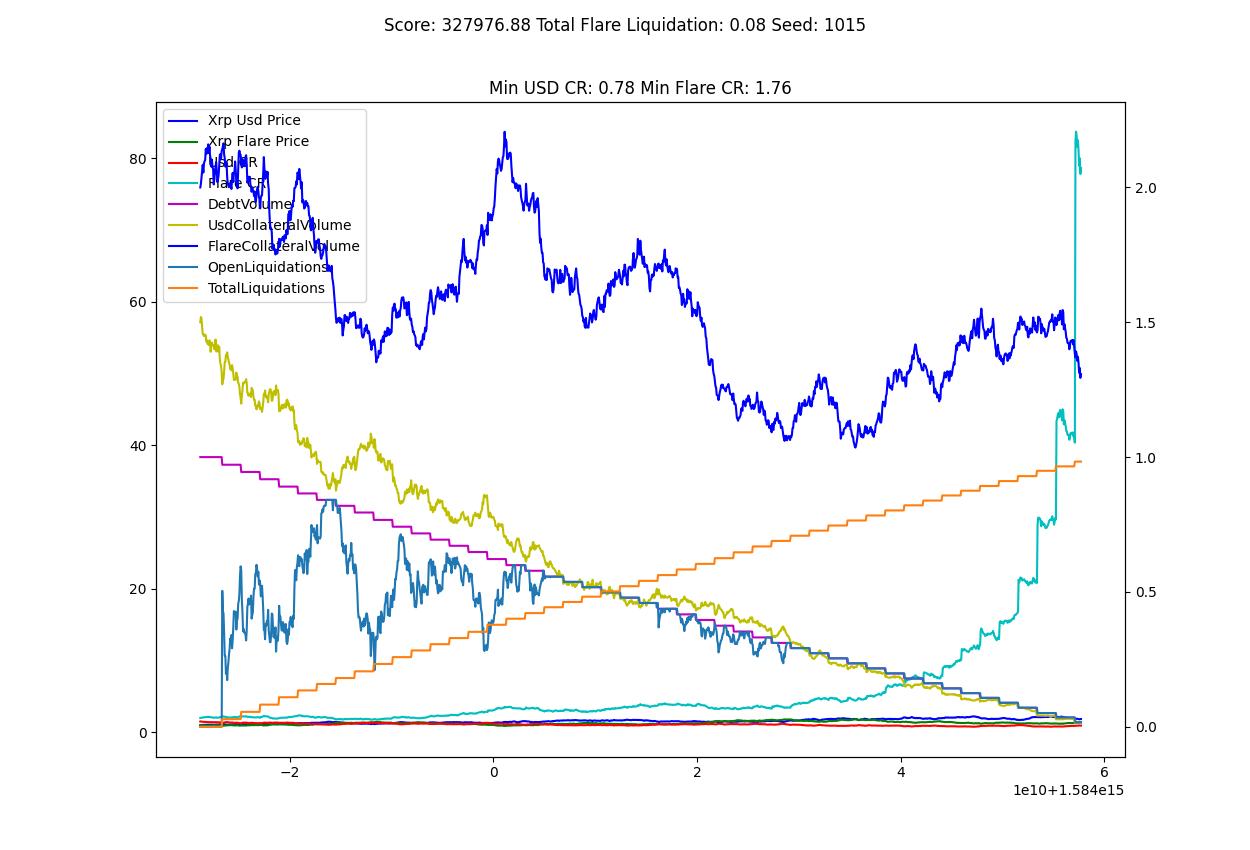 Score: 327976.88 Total Flare Liquidation: 0.08 Seed: 1015
Min USD CR: 0.78 Min Flare CR: 1.76
Xrp Usd Price
Xrp Flare Price
Usd CR
Flare CR
DebtVolume
UsdCollateralVolume
FlareCollateralVolume
OpenLiquidations
TotalLiquidations
80
60
40
20
0
2.0
1.5
1.0
0.5
0.0
−2 0 2 4 6
1e10+1.584e15